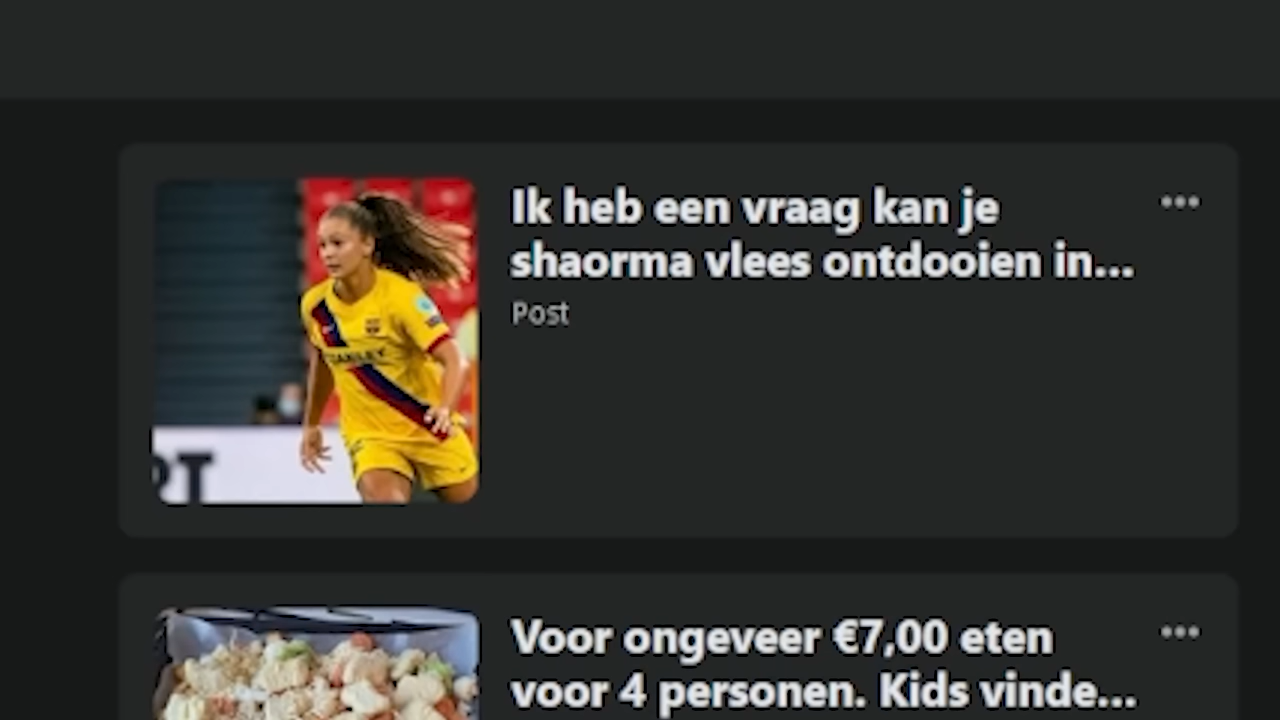 Ik heb een vraag kan je
shaorma vlees ontdooien in...
Post
RT
Voor ongeveer €7,00 eten
voor 4 personen. Kids vinde...